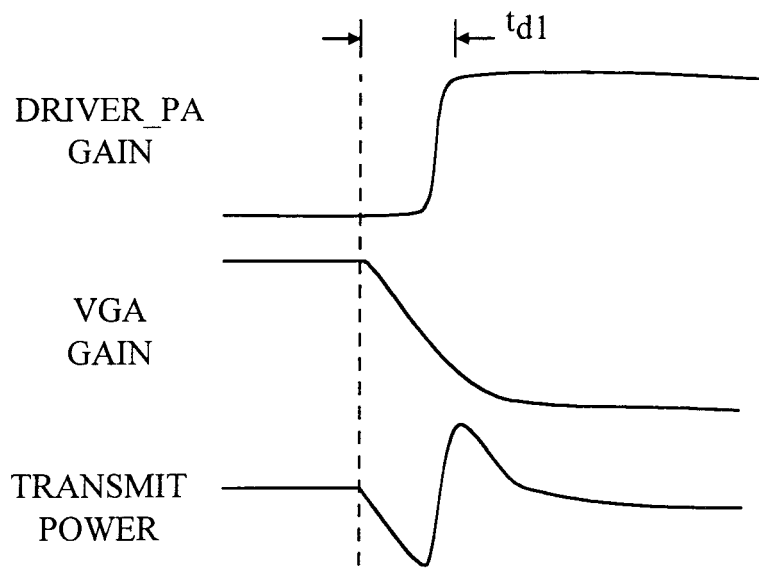 t_d1
DRIVER_PA
GAIN
VGA
GAIN
TRANSMIT
POWER